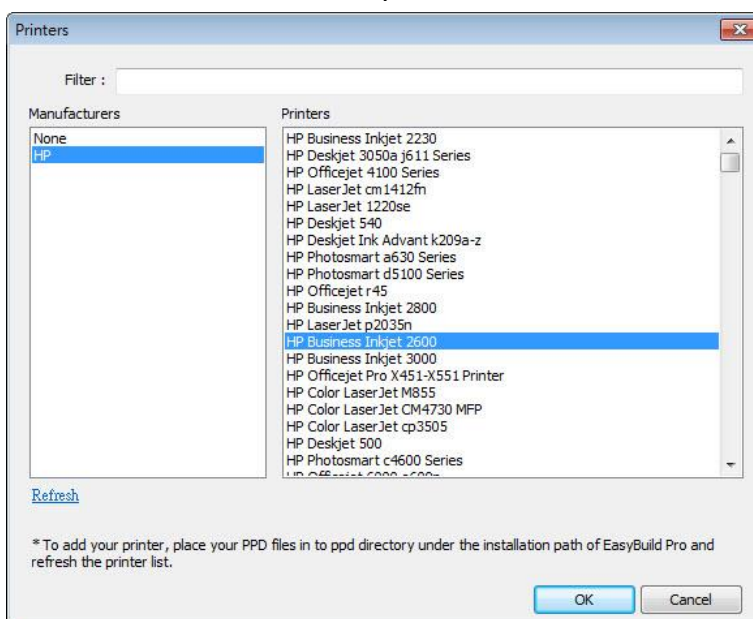 Printers
Filter :
Manufacturers
Printers
None
HP
HP Business Inkjet 2230
HP Deskjet 3050a j611 Series
HP Officejet 4100 Series
HP LaserJet cm1412fn
HP LaserJet 1220se
HP Deskjet 540
HP Deskjet Ink Advant k209a-z
HP Photosmart a630 Series
HP Photosmart d5100 Series
HP Officejet r45
HP Business Inkjet 2800
HP LaserJet p2035n
HP Business Inkjet 2600
HP Business Inkjet 3000
HP Officejet Pro X451-X551 Printer
HP Color LaserJet M855
HP Color LaserJet CM4730 MFP
HP Color LaserJet cp3505
HP Deskjet 500
HP Photosmart c4600 Series
Refresh
* To add your printer, place your PPD files in to ppd directory under the installation path of EasyBuild Pro and
refresh the printer list.
OK
Cancel